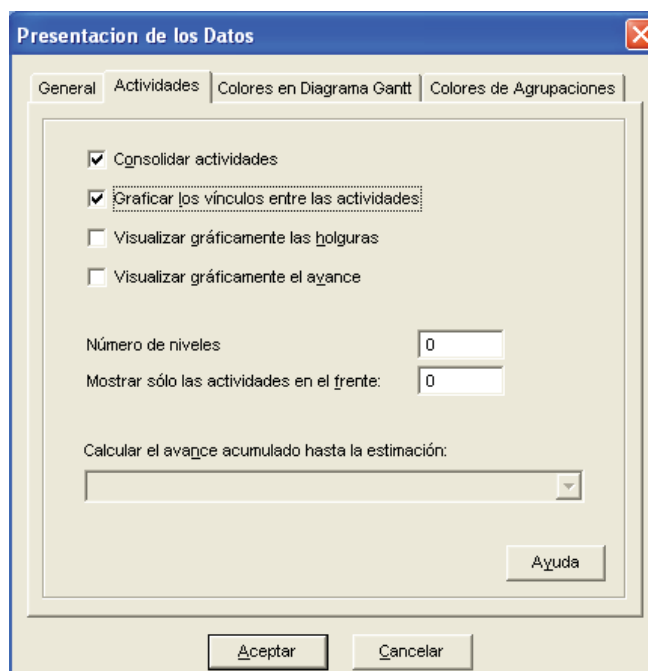 Presentacion de los Datos
General Actividades Colores en Diagrama Gantt Colores de Agrupaciones
Consolidar actividades
Graficar los vínculos entre las actividades
Visualizar gráficamente las holguras
Visualizar gráficamente el avance
Número de niveles 0
Mostrar sólo las actividades en el frente: 0
Calcular el avance acumulado hasta la estimación:
Ayuda
Aceptar Cancelar